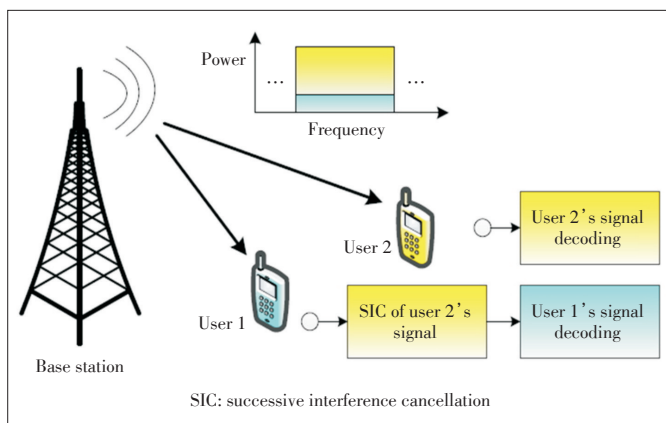 Power
…
…
Frequency
User 2
User 2’s signal
decoding
User 1
SIC of user 2’s
signal
User 1’s signal
decoding
Base station
SIC: successive interference cancellation